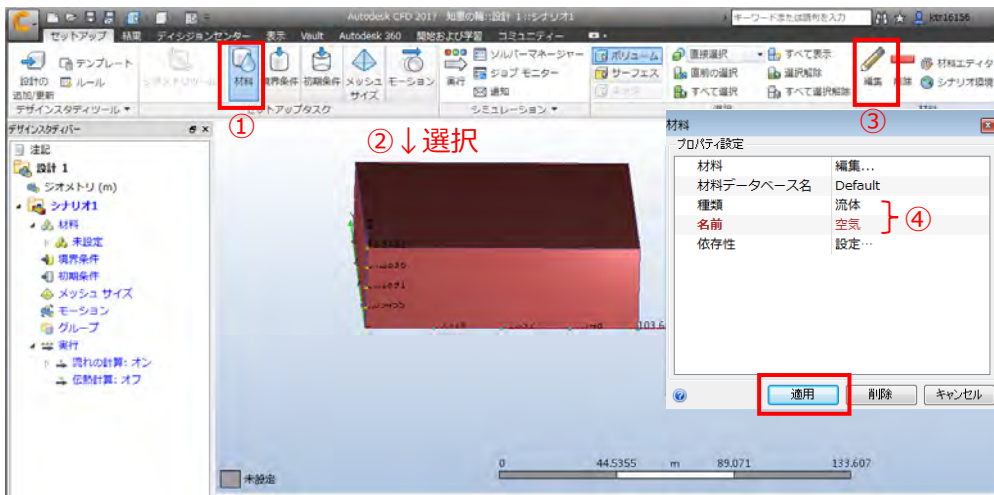 Autodesk CFD 2017 知恵の輪::設計 1::シナリオ1
キーワードまたは語句を入力
ktr16156
セットアップ 結果 ディシジョンセンター 表示 Vault Autodesk 360 開始および学習 コミュニティー
設計の
追加/更新
テンプレート
ルール
材料
境界条件
初期条件
メッシュ
サイズ
モーション
実行
ソルバーマネージャー
ジョブ モニター
通知
ボリューム
サーフェス
直接選択
直前の選択
すべて選択
すべて表示
選択解除
すべて選択解除
編集
削除
材料エディタ
シナリオ環境
デザインスタディツール
セットアップタスク
シミュレーション
①
②↓選択
③
デザインスタディバー
注記
設計 1
ジオメトリ (m)
シナリオ1
材料
未設定
境界条件
初期条件
メッシュ サイズ
モーション
グループ
実行
流れの計算: オン
伝熱計算: オフ
材料
プロパティ設定
材料 編集...
材料データベース名 Default
種類 流体
名前 空気
④
依存性 設定…
適用 削除 キャンセル
103.6
0 44.5355 m 89.071 133.607
未設定